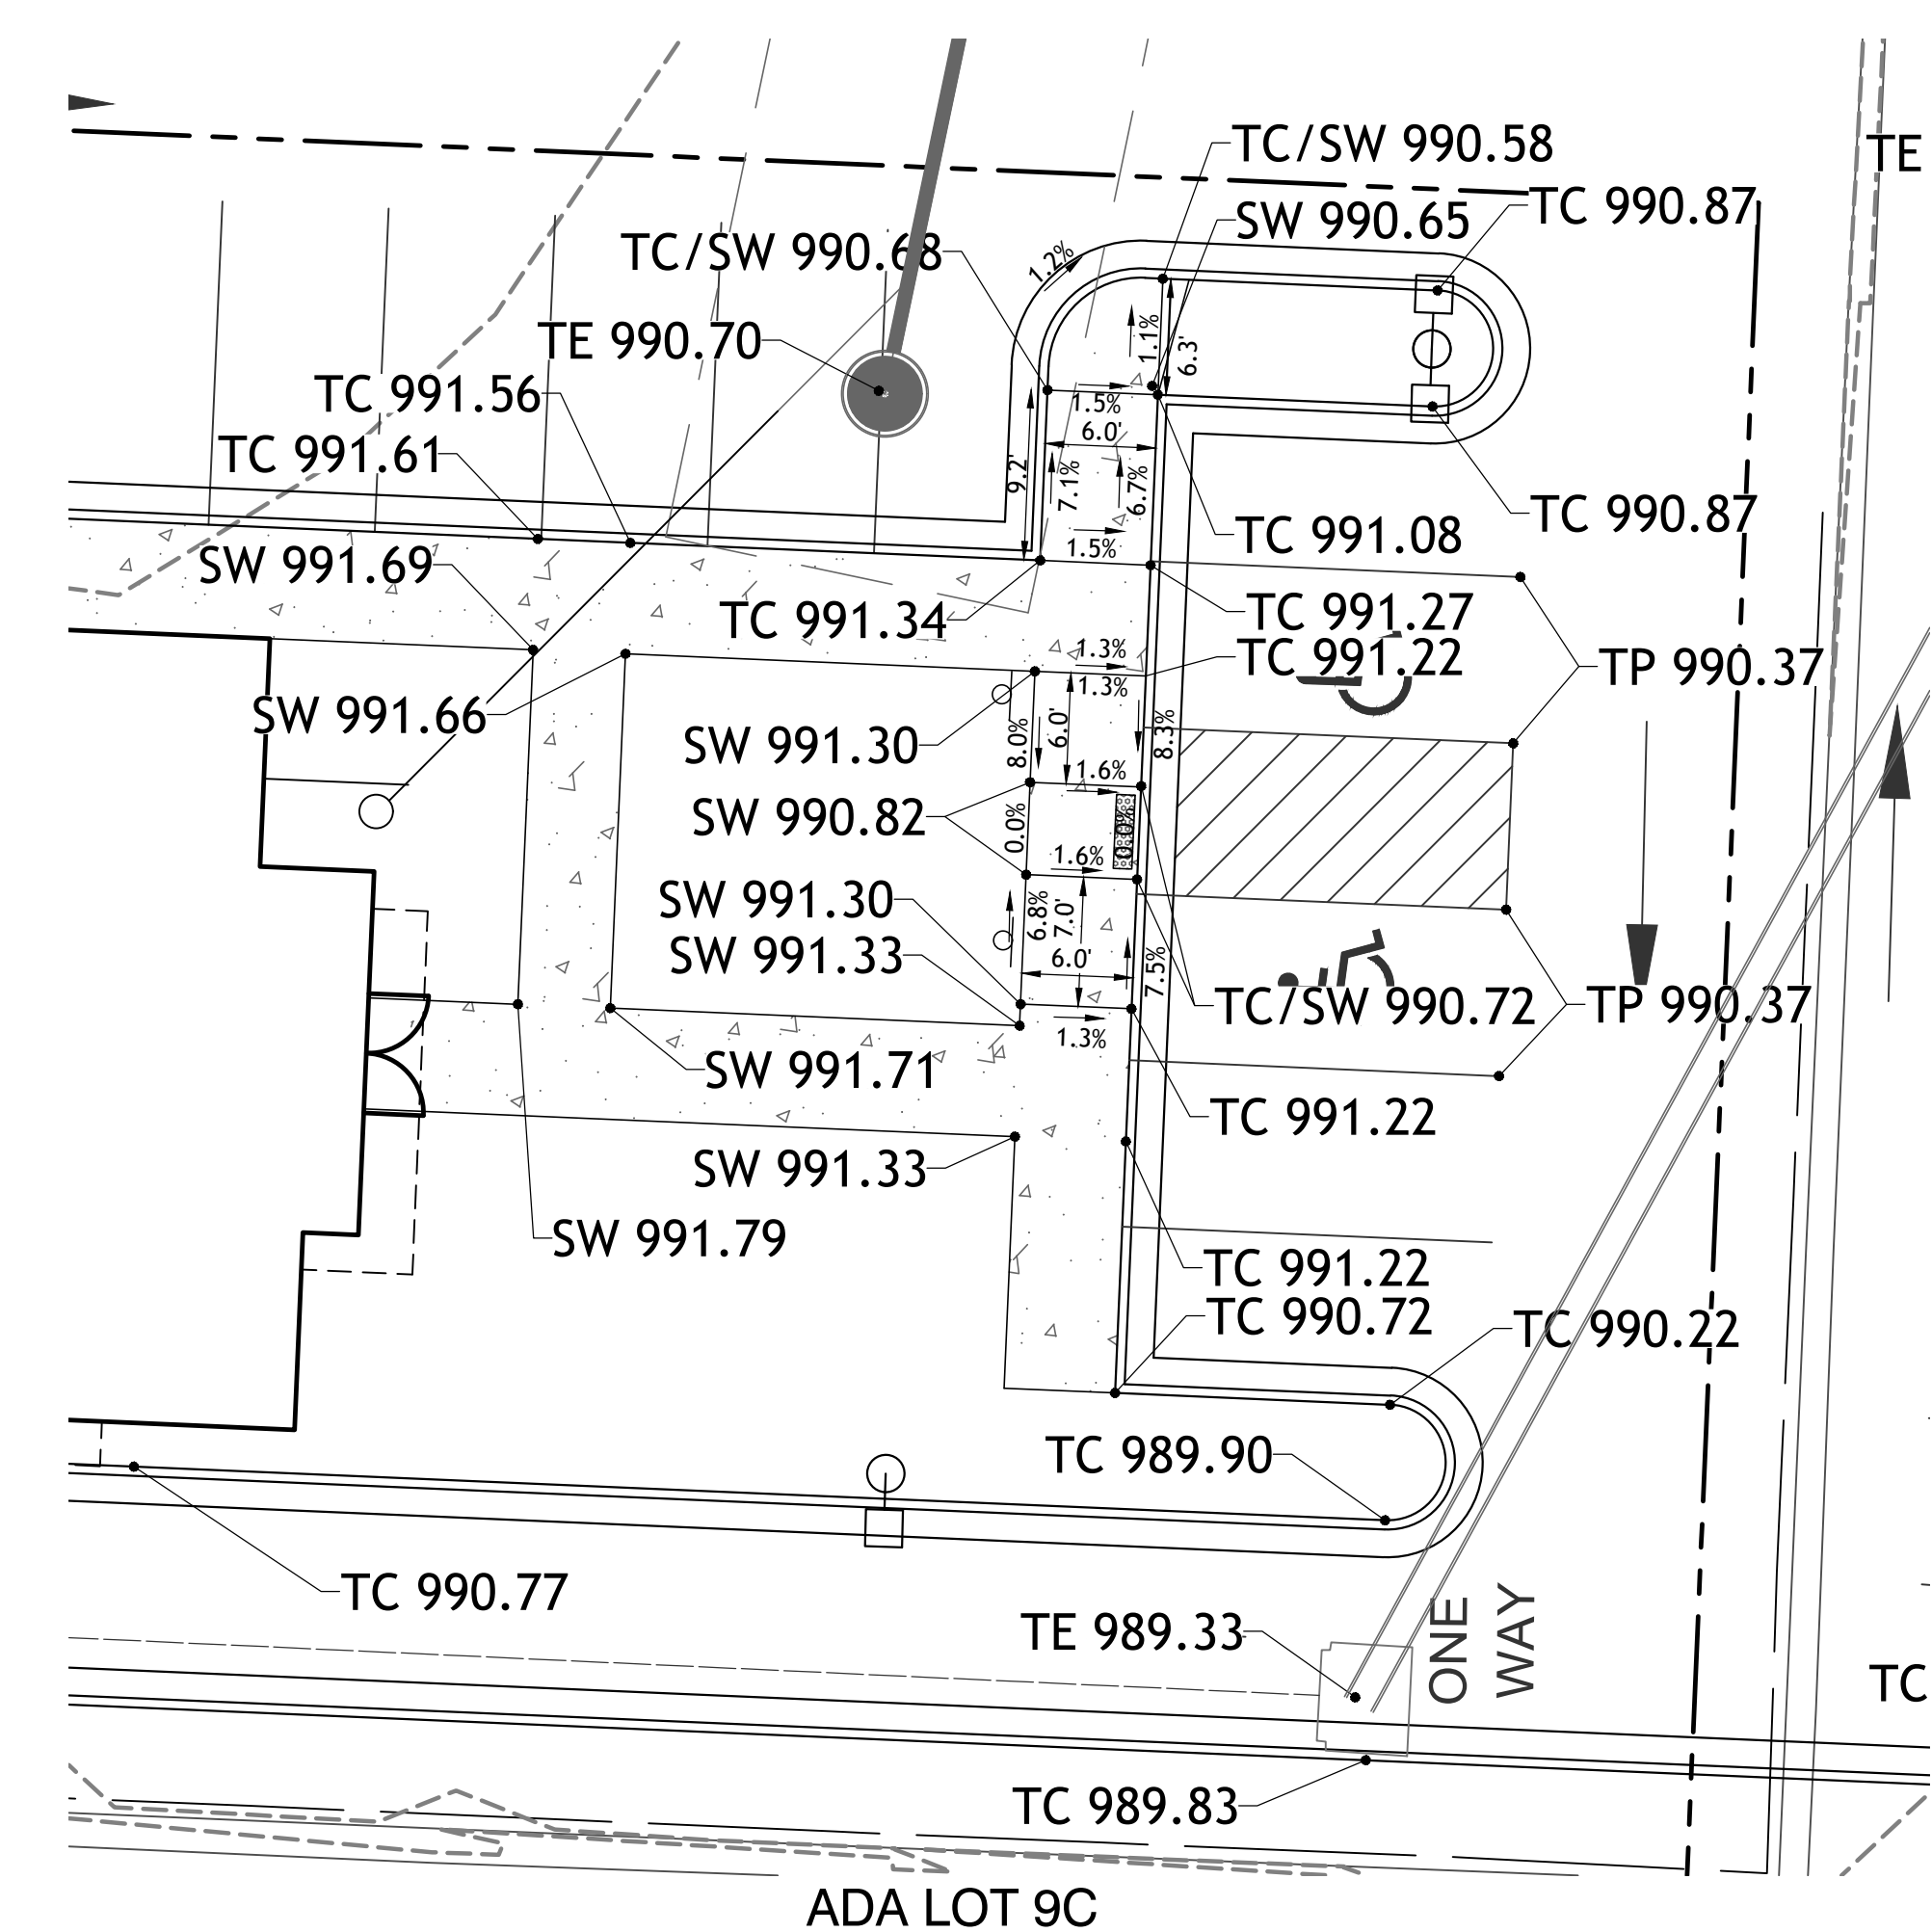 TC/SW 990.58
TE
TC 990.87
SW 990.65
TC/SW 990.68
1.2%
TE 990.70
1.1%
6.3'
TC 991.56
1.5%
6.0'
TC 991.61
9.2'
7.1%
6.7%
TC 990.87
TC 991.08
1.5%
SW 991.69
TC 991.34
TC 991.27
1.3%
TC 991.22
TP 990.37
1.3%
SW 991.66
SW 991.30
8.0%
6.0'
8.3%
1.6%
SW 990.82
0.0%
0.0%
1.6%
SW 991.30
6.8%
7.0'
SW 991.33
6.0'
7.5%
TC/SW 990.72
TP 990.37
1.3%
SW 991.71
TC 991.22
SW 991.33
SW 991.79
TC 991.22
TC 990.72
TC 990.22
TC 989.90
TC 990.77
TE 989.33
ONE
WAY
TC
TC 989.83
ADA LOT 9C